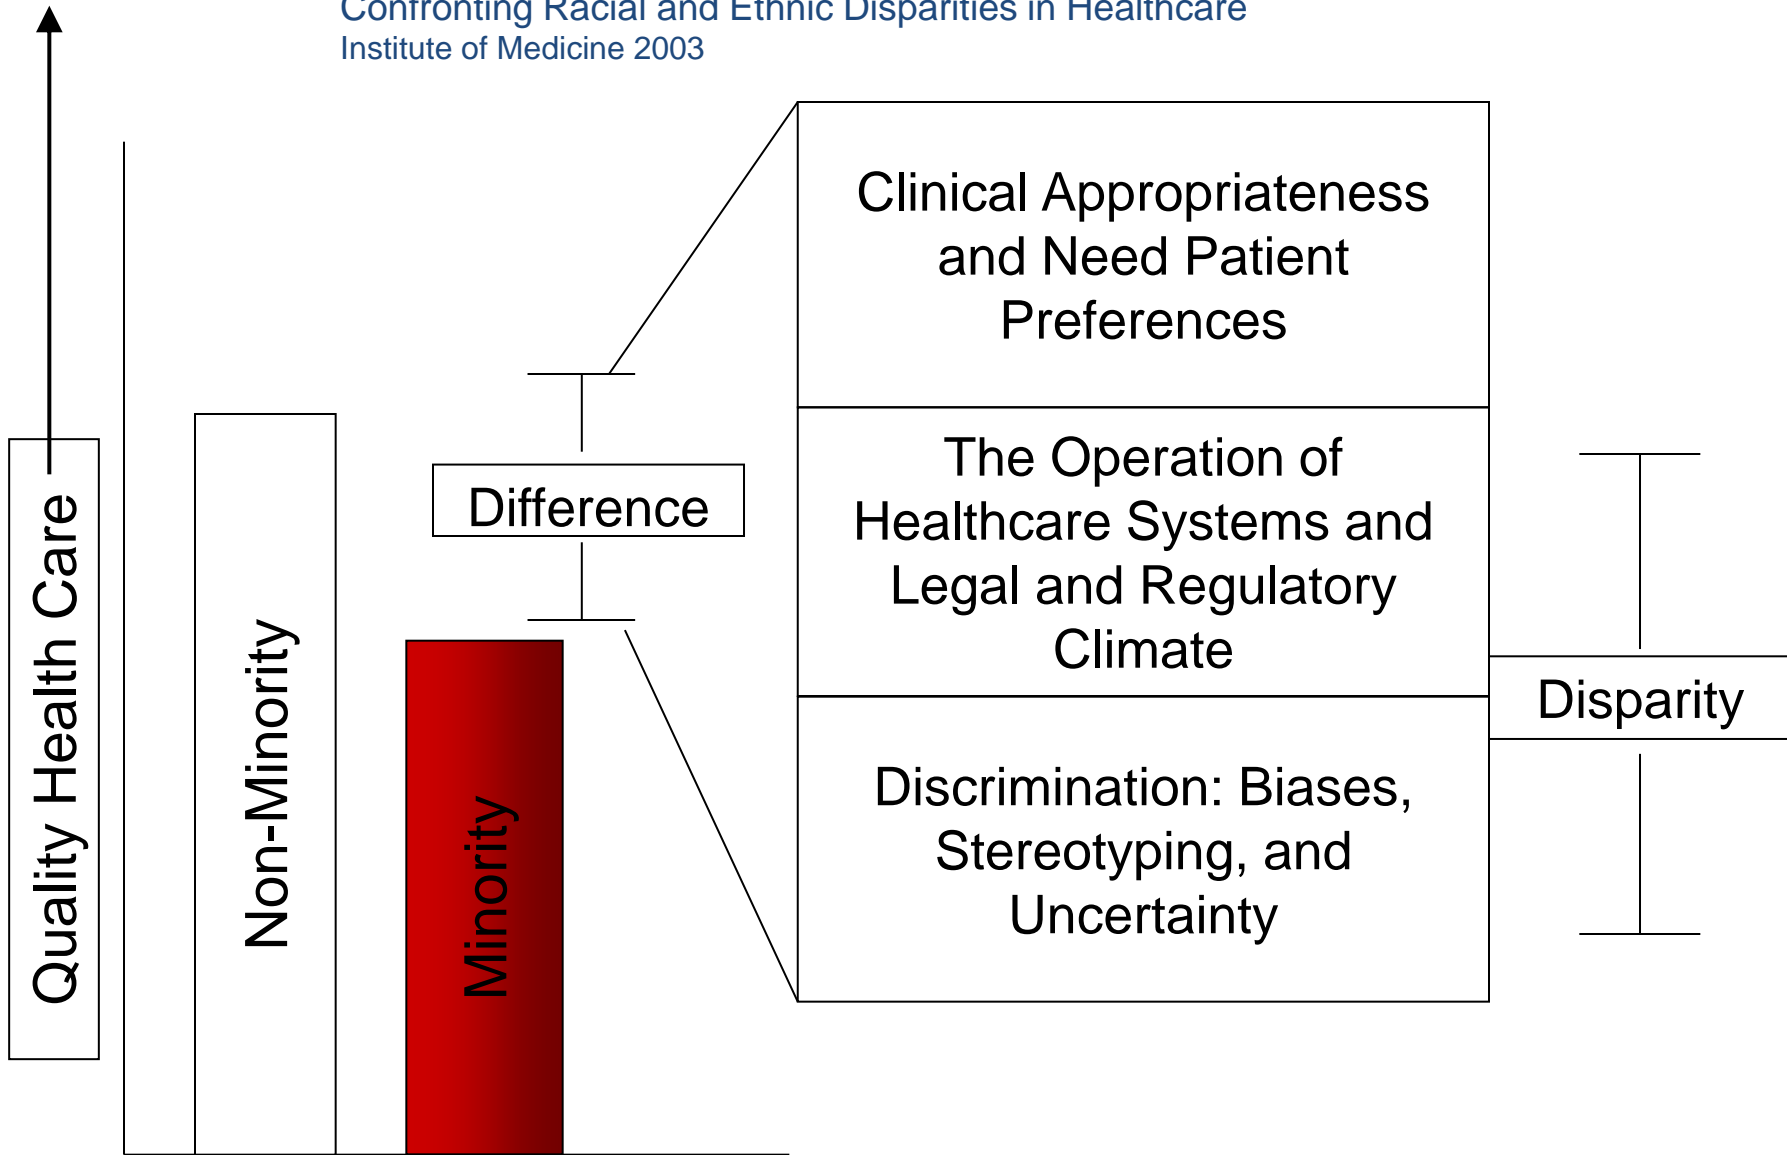 Confronting Racial and Ethnic Disparities in Healthcare
Institute of Medicine 2003
Quality Health Care
Non-Minority
Minority
Difference
Clinical Appropriateness
and Need Patient
Preferences
The Operation of
Healthcare Systems and
Legal and Regulatory
Climate
Discrimination: Biases,
Stereotyping, and
Uncertainty
Disparity